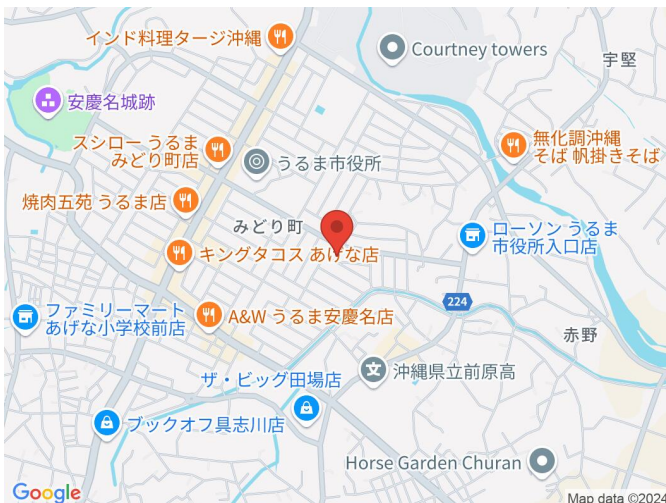 インド料理タージ沖縄
Courtney towers
宇堅
安慶名城跡
スシロー うるま
みどり町店
うるま市役所
無化調沖縄
そば 帆掛きそば
焼肉五苑 うるま店
みどり町
ローソン うるま
市役所入口店
キングタコス あげな店
224
ファミリーマート
あげな小学校前店
A&W うるま安慶名店
赤野
沖縄県立前原高
ザ・ビッグ田場店
ブックオフ具志川店
Horse Garden Churan
Google
Map data ©2024